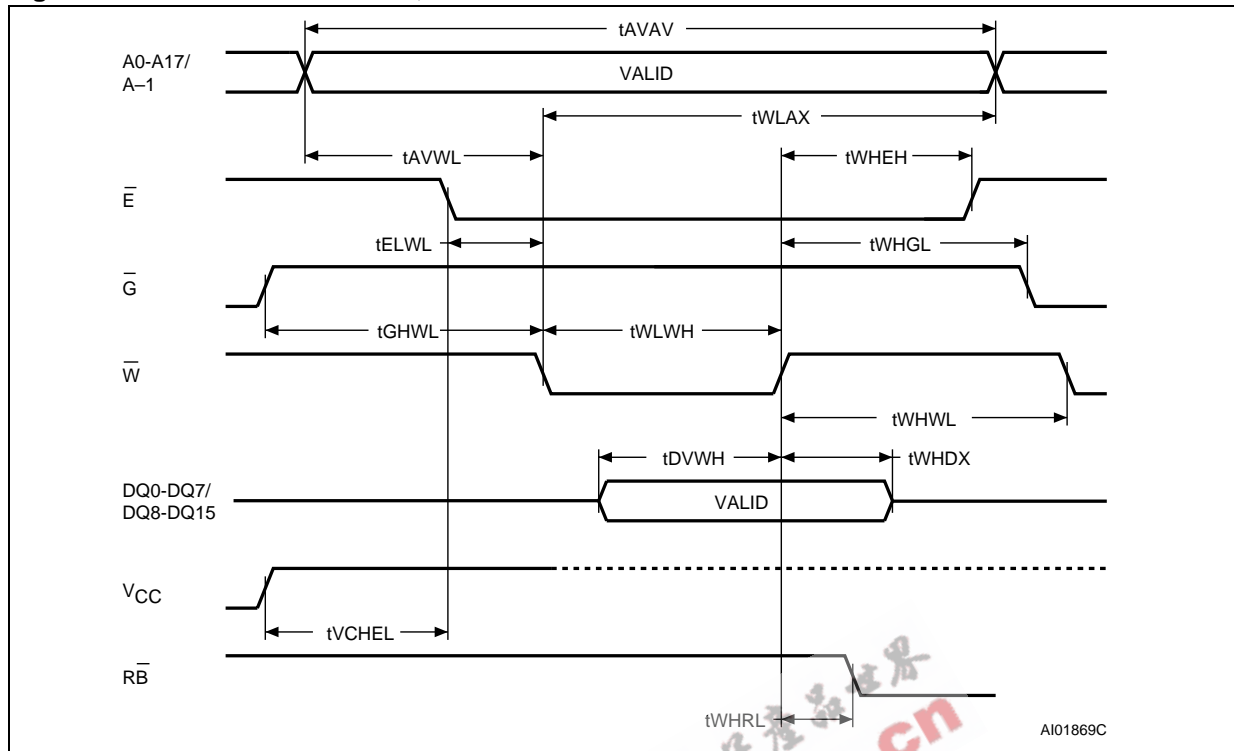 tAVAV
A0-A17/
A–1
VALID
tWLAX
tAVWL
tWHEH
E̅
tELWL
tWHGL
G̅
tGHWL
tWLWH
W̅
tWHWL
tDVWH
tWHDX
DQ0-DQ7/
DQ8-DQ15
VALID
VCC
tVCHEL
RB̅
tWHRL
AI01869C